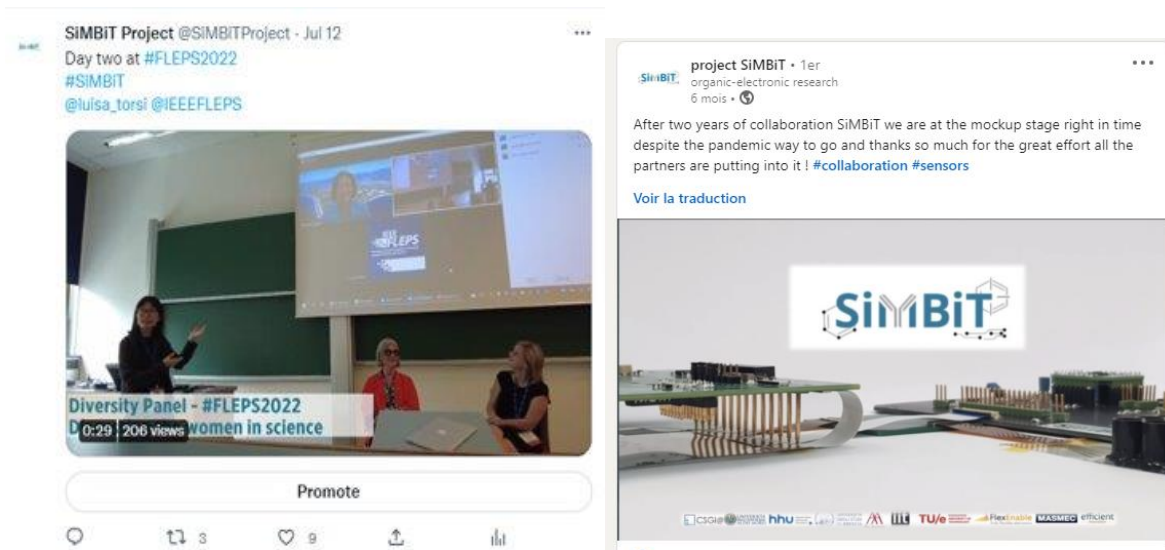 SiMBiT Project @SiMBiTProject · Jul 12
Day two at #FLEPS2022
#SIMBIT
@luisa_torsi @IEEEFLEPS
IEEE
FLEPS
Diversity Panel - #FLEPS2022
women in science
0:29 206 views
Promote
3
9
SiMBiT
project SiMBiT • 1er
organic-electronic research
6 mois •
After two years of collaboration SiMBiT we are at the mockup stage right in time
despite the pandemic way to go and thanks so much for the great effort all the
partners are putting into it ! #collaboration #sensors
Voir la traduction
SiMBiT
CSGI hhu TU/e FlexEnable MASMEC efficient